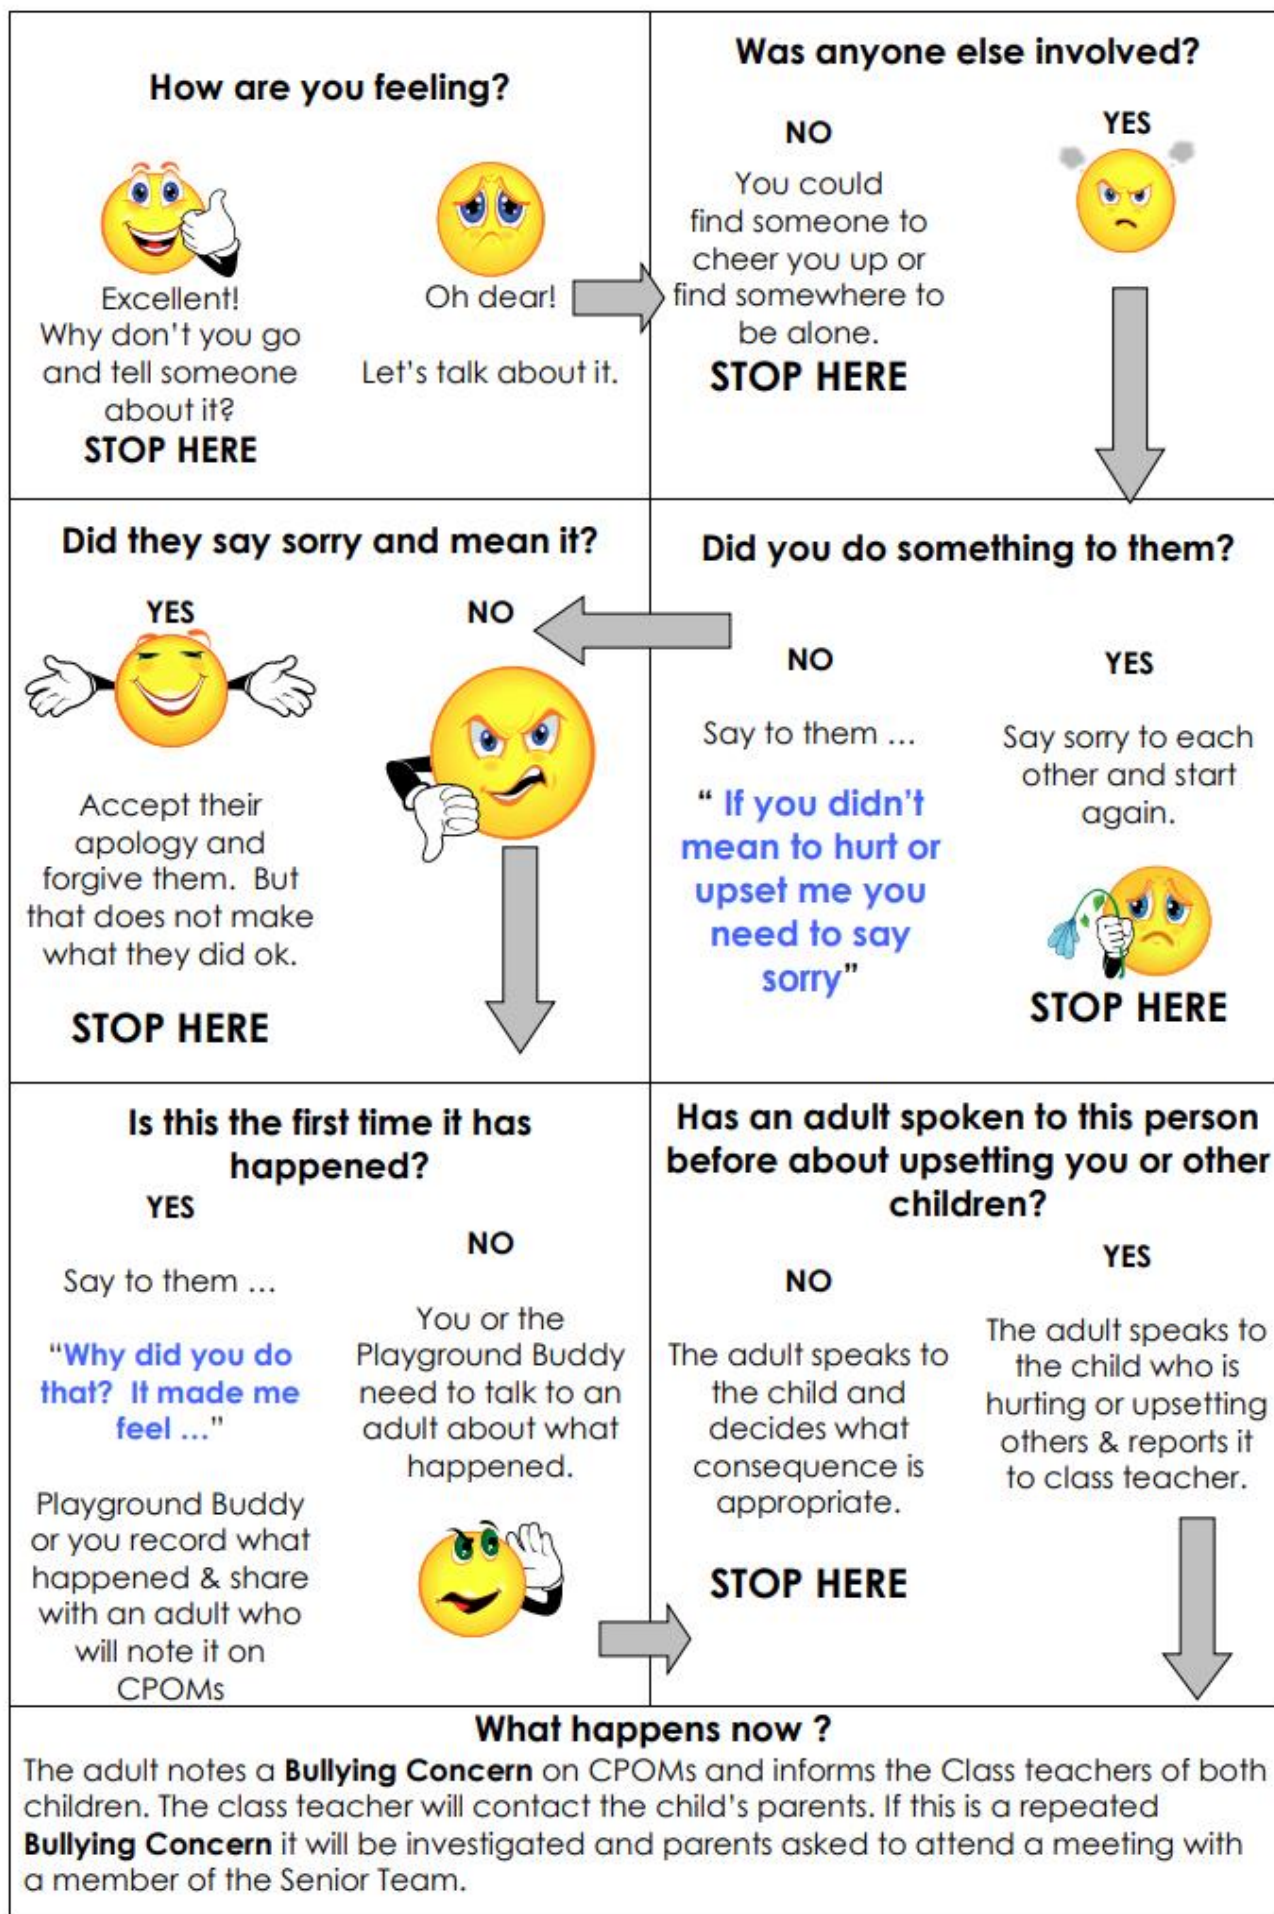 How are you feeling?
Excellent!
Why don't you go
and tell someone
about it?
STOP HERE
Oh dear!
Let's talk about it.
Was anyone else involved?
NO
You could
find someone to
cheer you up or
find somewhere to
be alone.
STOP HERE
YES
Did you do something to them?
NO
Say to them ...
“ If you didn't
mean to hurt or
upset me you
need to say
sorry”
YES
Say sorry to each
other and start
again.
STOP HERE
Did they say sorry and mean it?
YES
Accept their
apology and
forgive them.  But
that does not make
what they did ok.
STOP HERE
NO
Is this the first time it has
happened?
YES
Say to them ...
“Why did you do
that?  It made me
feel ...”
Playground Buddy
or you record what
happened & share
with an adult who
will note it on
CPOMs
NO
You or the
Playground Buddy
need to talk to an
adult about what
happened.
Has an adult spoken to this person
before about upsetting you or other
children?
NO
The adult speaks to
the child and
decides what
consequence is
appropriate.
STOP HERE
YES
The adult speaks to
the child who is
hurting or upsetting
others & reports it
to class teacher.
What happens now ?
The adult notes a Bullying Concern on CPOMs and informs the Class teachers of both
children. The class teacher will contact the child's parents. If this is a repeated
Bullying Concern it will be investigated and parents asked to attend a meeting with
a member of the Senior Team.